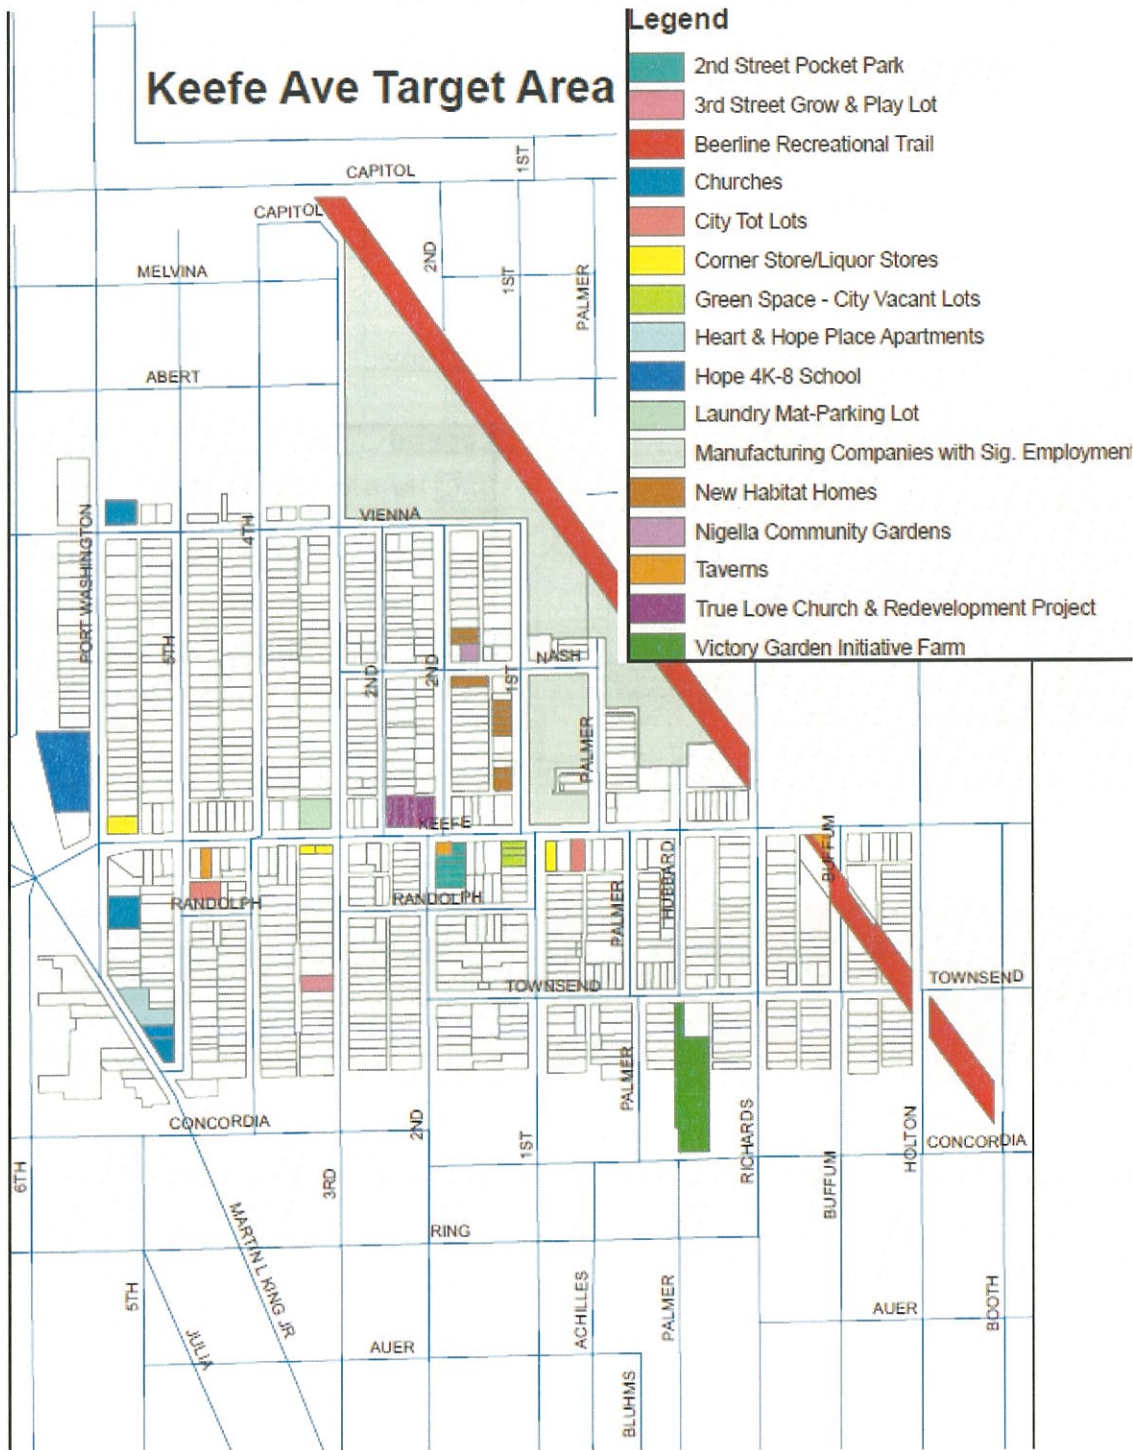 Legend
Keefe Ave Target Area
2nd Street Pocket Park
3rd Street Grow & Play Lot
Beerline Recreational Trail
Churches
City Tot Lots
Corner Store/Liquor Stores
Green Space - City Vacant Lots
Heart & Hope Place Apartments
Hope 4K-8 School
Laundry Mat-Parking Lot
Manufacturing Companies with Sig. Employment
New Habitat Homes
Nigella Community Gardens
Taverns
True Love Church & Redevelopment Project
Victory Garden Initiative Farm
1ST
CAPITOL
CAPITOL
2ND
1ST
PALMER
MELVINA
ABERT
PORT WASHINGTON
VIENNA
4TH
5TH
NASH
2ND
2ND
1ST
PALMER
KEEFE
BUFFUM
HUBBARD
RANDOLPH
RANDOLPH
PALMER
TOWNSEND
TOWNSEND
PALMER
CONCORDIA
2ND
1ST
RICHARDS
HOLTON
CONCORDIA
6TH
3RD
BUFFUM
MARTIN L KING JR
RING
5TH
JULIA
AUER
ACHILLES
PALMER
AUER
BOOTH
BLUHMS